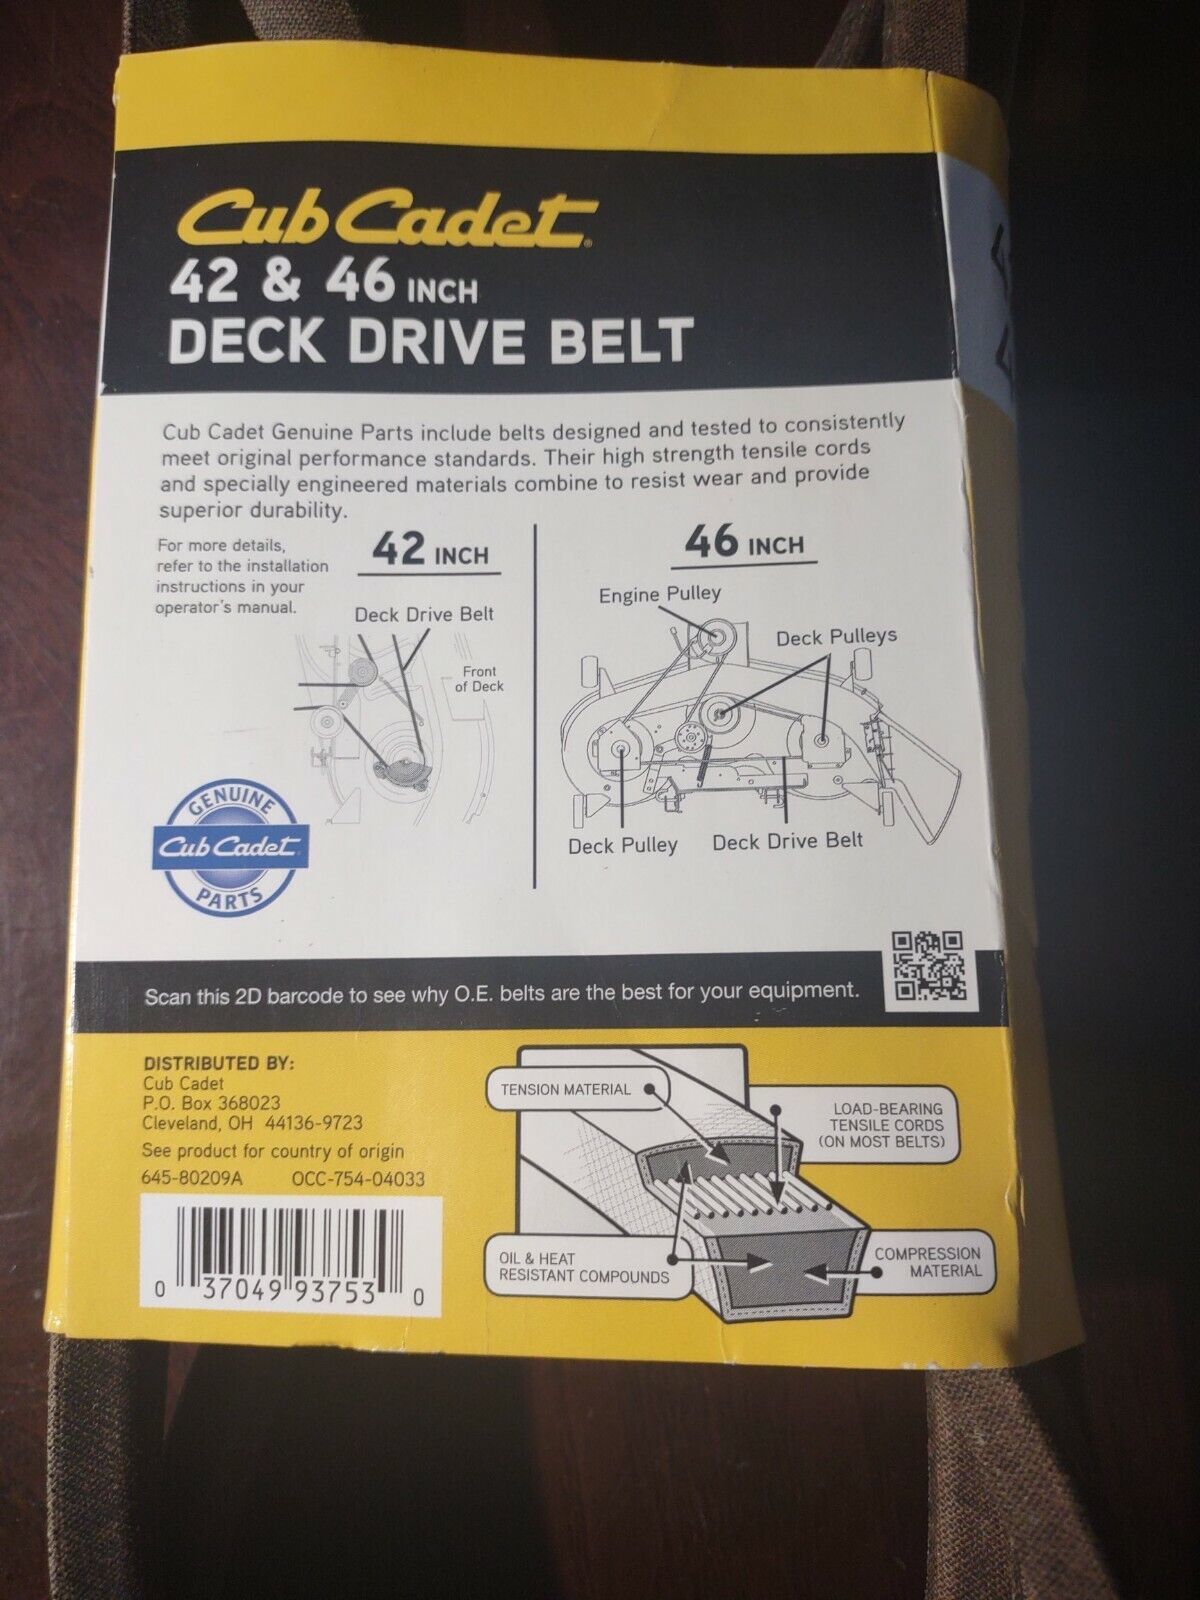 Cub Cadet
42 & 46 INCH
DECK DRIVE BELT
Cub Cadet Genuine Parts include belts designed and tested to consistently
meet original performance standards. Their high strength tensile cords
and specially engineered materials combine to resist wear and provide
superior durability.
For more details,
refer to the installation
instructions in your
operator's manual.
42 INCH
Deck Drive Belt
Front
of Deck
46 INCH
Engine Pulley
Deck Pulleys
Deck Pulley
Deck Drive Belt
GENUINE
Cub Cadet
PARTS
Scan this 2D barcode to see why O.E. belts are the best for your equipment.
DISTRIBUTED BY:
Cub Cadet
P.O. Box 368023
Cleveland, OH 44136-9723
See product for country of origin
645-80209A OCC-754-04033
0 37049 93753 0
TENSION MATERIAL
LOAD-BEARING
TENSILE CORDS
(ON MOST BELTS)
OIL & HEAT
RESISTANT COMPOUNDS
COMPRESSION
MATERIAL